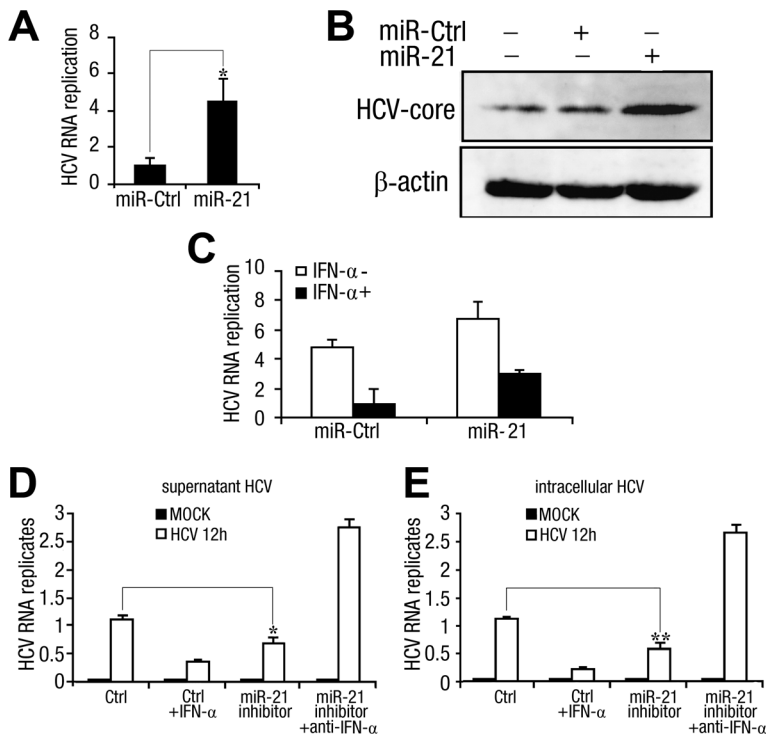 A
HCV RNA replication
8
6
4
2
0
*
miR-Ctrl miR-21
B
miR-Ctrl − + −
miR-21 − − +
HCV-core
β-actin
C
HCV RNA replication
10
8
6
4
2
0
IFN-α-
IFN-α+
miR-Ctrl miR-21
D
supernatant HCV
HCV RNA replicates
3
2.5
2
1.5
1
0.5
0
MOCK
HCV 12h
*
Ctrl
Ctrl
+IFN-α
miR-21
inhibitor
miR-21
inhibitor
+anti-IFN-α
E
intracellular HCV
HCV RNA replicates
3
2.5
2
1.5
1
0.5
0
MOCK
HCV 12h
**
Ctrl
Ctrl
+IFN-α
miR-21
inhibitor
miR-21
inhibitor
+anti-IFN-α